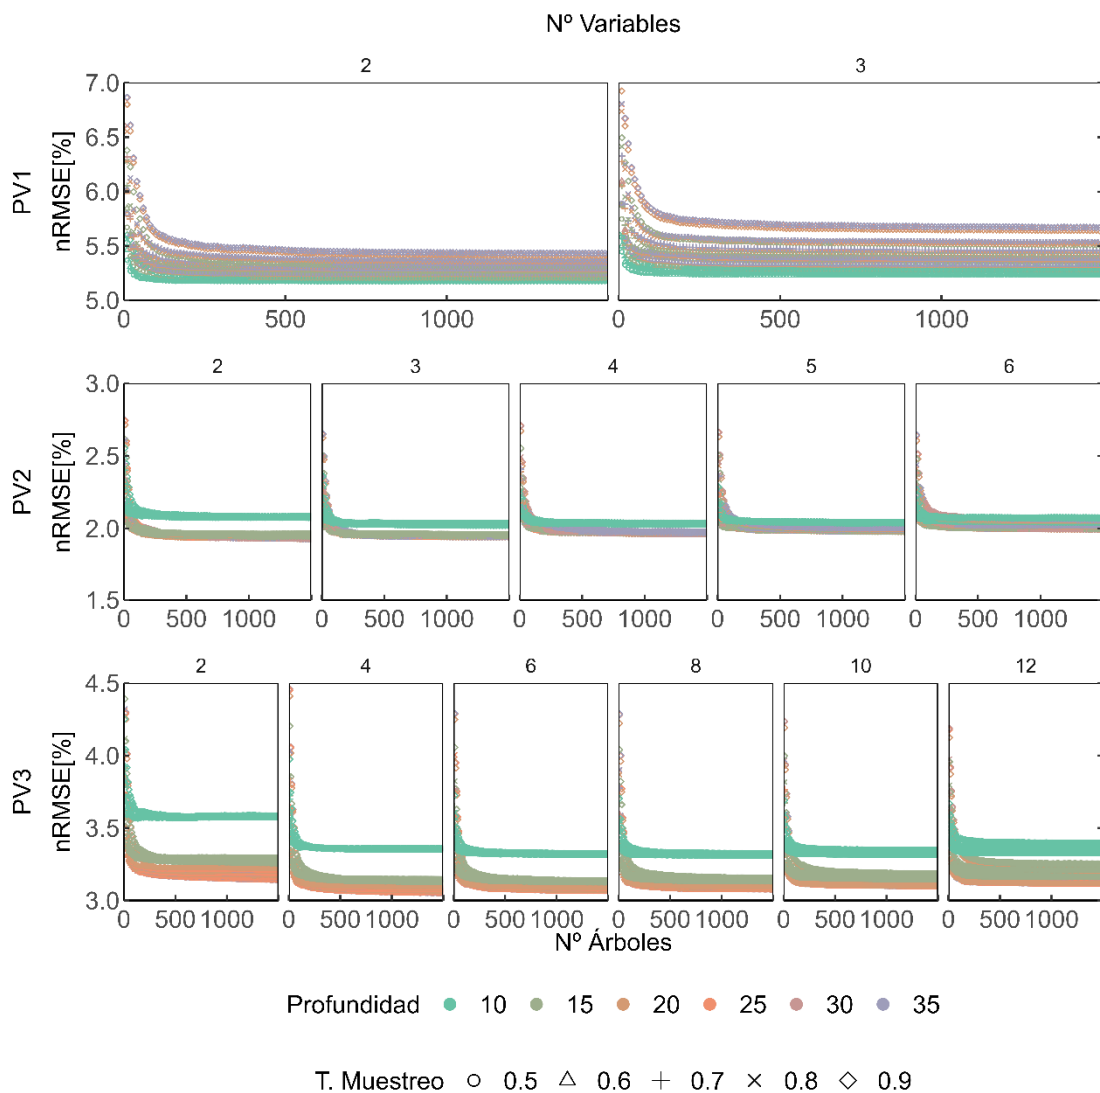 Nº Variables
2 3
PV1
nRMSE[%]
7.0
6.5
6.0
5.5
5.0
0 500 1000 0 500 1000
2 3 4 5 6
PV2
nRMSE[%]
3.0
2.5
2.0
1.5
0 500 1000 0 500 1000 0 500 1000 0 500 1000 0 500 1000
2 4 6 8 10 12
PV3
nRMSE[%]
4.5
4.0
3.5
3.0
0 500 1000 0 500 1000 0 500 1000 0 500 1000 0 500 1000 0 500 1000
Nº Árboles
Profundidad 10 15 20 25 30 35
T. Muestreo 0.5 0.6 0.7 0.8 0.9